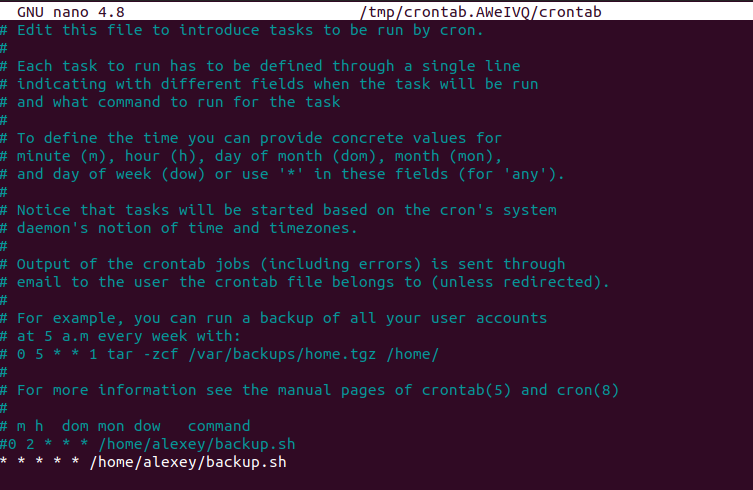 GNU nano 4.8 /tmp/crontab.AWeIVQ/crontab
# Edit this file to introduce tasks to be run by cron.
#
# Each task to run has to be defined through a single line
# indicating with different fields when the task will be run
# and what command to run for the task
#
# To define the time you can provide concrete values for
# minute (m), hour (h), day of month (dom), month (mon),
# and day of week (dow) or use '*' in these fields (for 'any').
#
# Notice that tasks will be started based on the cron's system
# daemon's notion of time and timezones.
#
# Output of the crontab jobs (including errors) is sent through
# email to the user the crontab file belongs to (unless redirected).
#
# For example, you can run a backup of all your user accounts
# at 5 a.m every week with:
# 0 5 * * 1 tar -zcf /var/backups/home.tgz /home/
#
# For more information see the manual pages of crontab(5) and cron(8)
#
# m h  dom mon dow   command
#0 2 * * * /home/alexey/backup.sh
* * * * * /home/alexey/backup.sh